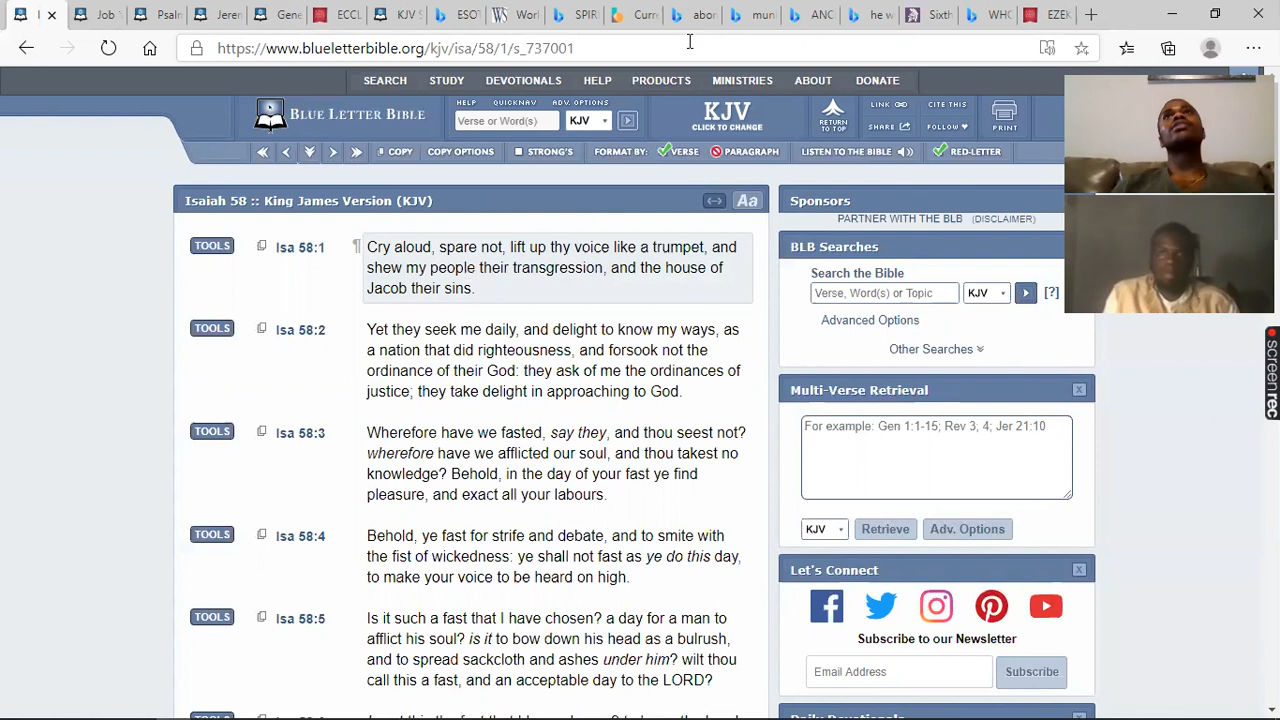 Job
Psalm
Jerem
Gene
ECCL
KJV S
ESOT
Worl
SPIRI
Curre
abor
mun
ANC
he w
Sixth
WHO
EZEK
https://www.blueletterbible.org/kjv/isa/58/1/s_737001
SEARCH STUDY DEVOTIONALS HELP PRODUCTS MINISTRIES ABOUT DONATE
BLUE LETTER BIBLE
HELP QUICKNAV ADV. OPTIONS
Verse or Word(s) KJV
KJV
CLICK TO CHANGE
RETURN
TO TOP
LINK CITE THIS
SHARE FOLLOW
PRINT
COPY COPY OPTIONS STRONG'S FORMAT BY: VERSE PARAGRAPH LISTEN TO THE BIBLE RED-LETTER
Isaiah 58 :: King James Version (KJV) Aa
TOOLS Isa 58:1 ¶ Cry aloud, spare not, lift up thy voice like a trumpet, and
shew my people their transgression, and the house of
Jacob their sins.
TOOLS Isa 58:2 Yet they seek me daily, and delight to know my ways, as
a nation that did righteousness, and forsook not the
ordinance of their God: they ask of me the ordinances of
justice; they take delight in approaching to God.
TOOLS Isa 58:3 Wherefore have we fasted, say they, and thou seest not?
wherefore have we afflicted our soul, and thou takest no
knowledge? Behold, in the day of your fast ye find
pleasure, and exact all your labours.
TOOLS Isa 58:4 Behold, ye fast for strife and debate, and to smite with
the fist of wickedness: ye shall not fast as ye do this day,
to make your voice to be heard on high.
TOOLS Isa 58:5 Is it such a fast that I have chosen? a day for a man to
afflict his soul? is it to bow down his head as a bulrush,
and to spread sackcloth and ashes under him? wilt thou
call this a fast, and an acceptable day to the LORD?
Sponsors
PARTNER WITH THE BLB (DISCLAIMER)
BLB Searches
Search the Bible
Verse, Word(s) or Topic KJV [?]
Advanced Options
Other Searches
Multi-Verse Retrieval
For example: Gen 1:1-15; Rev 3; 4; Jer 21:10
KJV Retrieve Adv. Options
Let's Connect
Subscribe to our Newsletter
Email Address Subscribe
screenrec